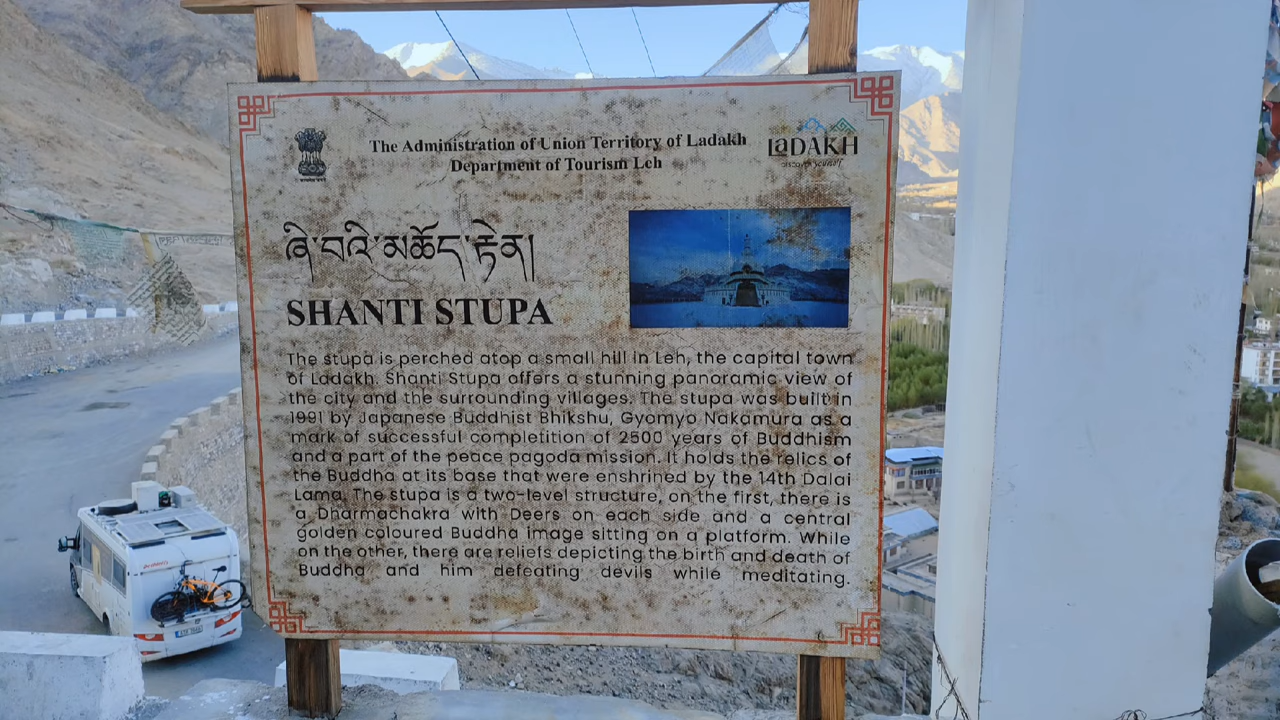 The Administration of Union Territory of Ladakh
Department of Tourism Leh
LaDAKH
discover yourself
ཞི་བའི་མཆོད་རྟེན།
SHANTI STUPA
The stupa is perched atop a small hill in Leh, the capital town
of Ladakh. Shanti Stupa offers a stunning panoramic view of
the city and the surrounding villages. The stupa was built in
1991 by Japanese Buddhist Bhikshu, Gyomyo Nakamura as a
mark of successful completition of 2500 years of Buddhism
and a part of the peace pagoda mission. It holds the relics of
the Buddha at its base that were enshrined by the 14th Dalai
Lama. The stupa is a two-level structure, on the first, there is
a Dharmachakra with Deers on each side and a central
golden coloured Buddha image sitting on a platform. While
on the other, there are reliefs depicting the birth and death of
Buddha and him defeating devils while meditating.